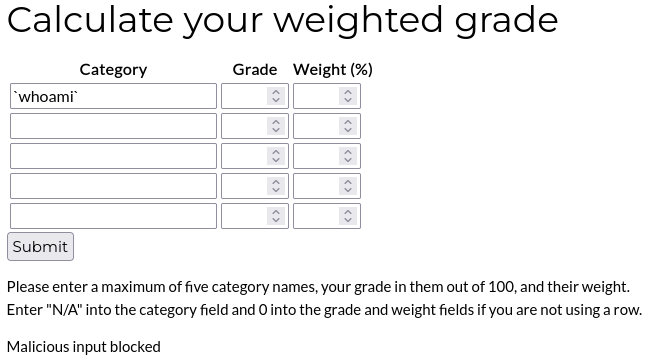 Calculate your weighted grade
Category Grade Weight (%)
`whoami`
Submit
Please enter a maximum of five category names, your grade in them out of 100, and their weight.
Enter "N/A" into the category field and 0 into the grade and weight fields if you are not using a row.
Malicious input blocked